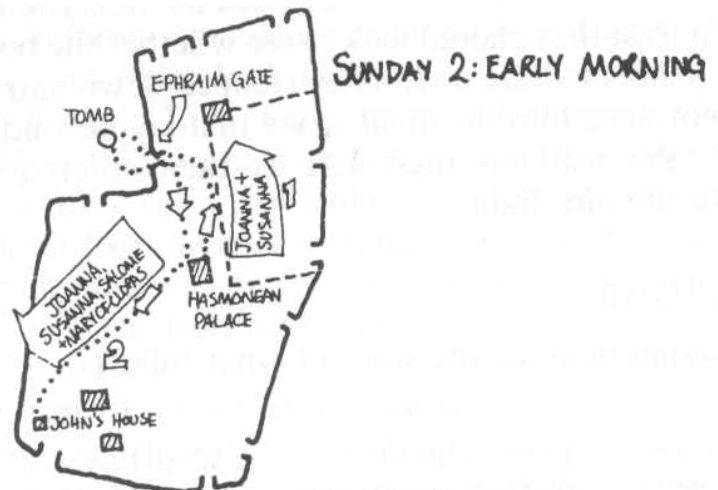 SUNDAY 2: EARLY MORNING
EPHRAIM GATE
TOMB
JOANNA +
SUSANNA
HASMONEAN
PALACE
JOANNA,
SUSANNA, SALOME
+ MARY OF CLOPAS
2
1
JOHN'S HOUSE